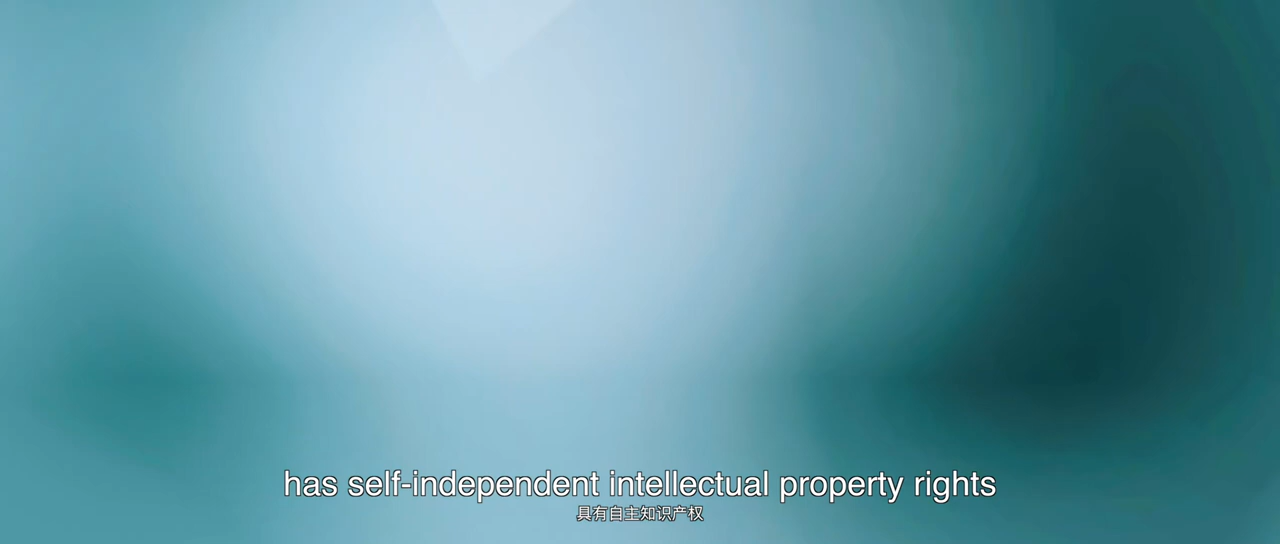 has self-independent intellectual property rights
具有自主知识产权